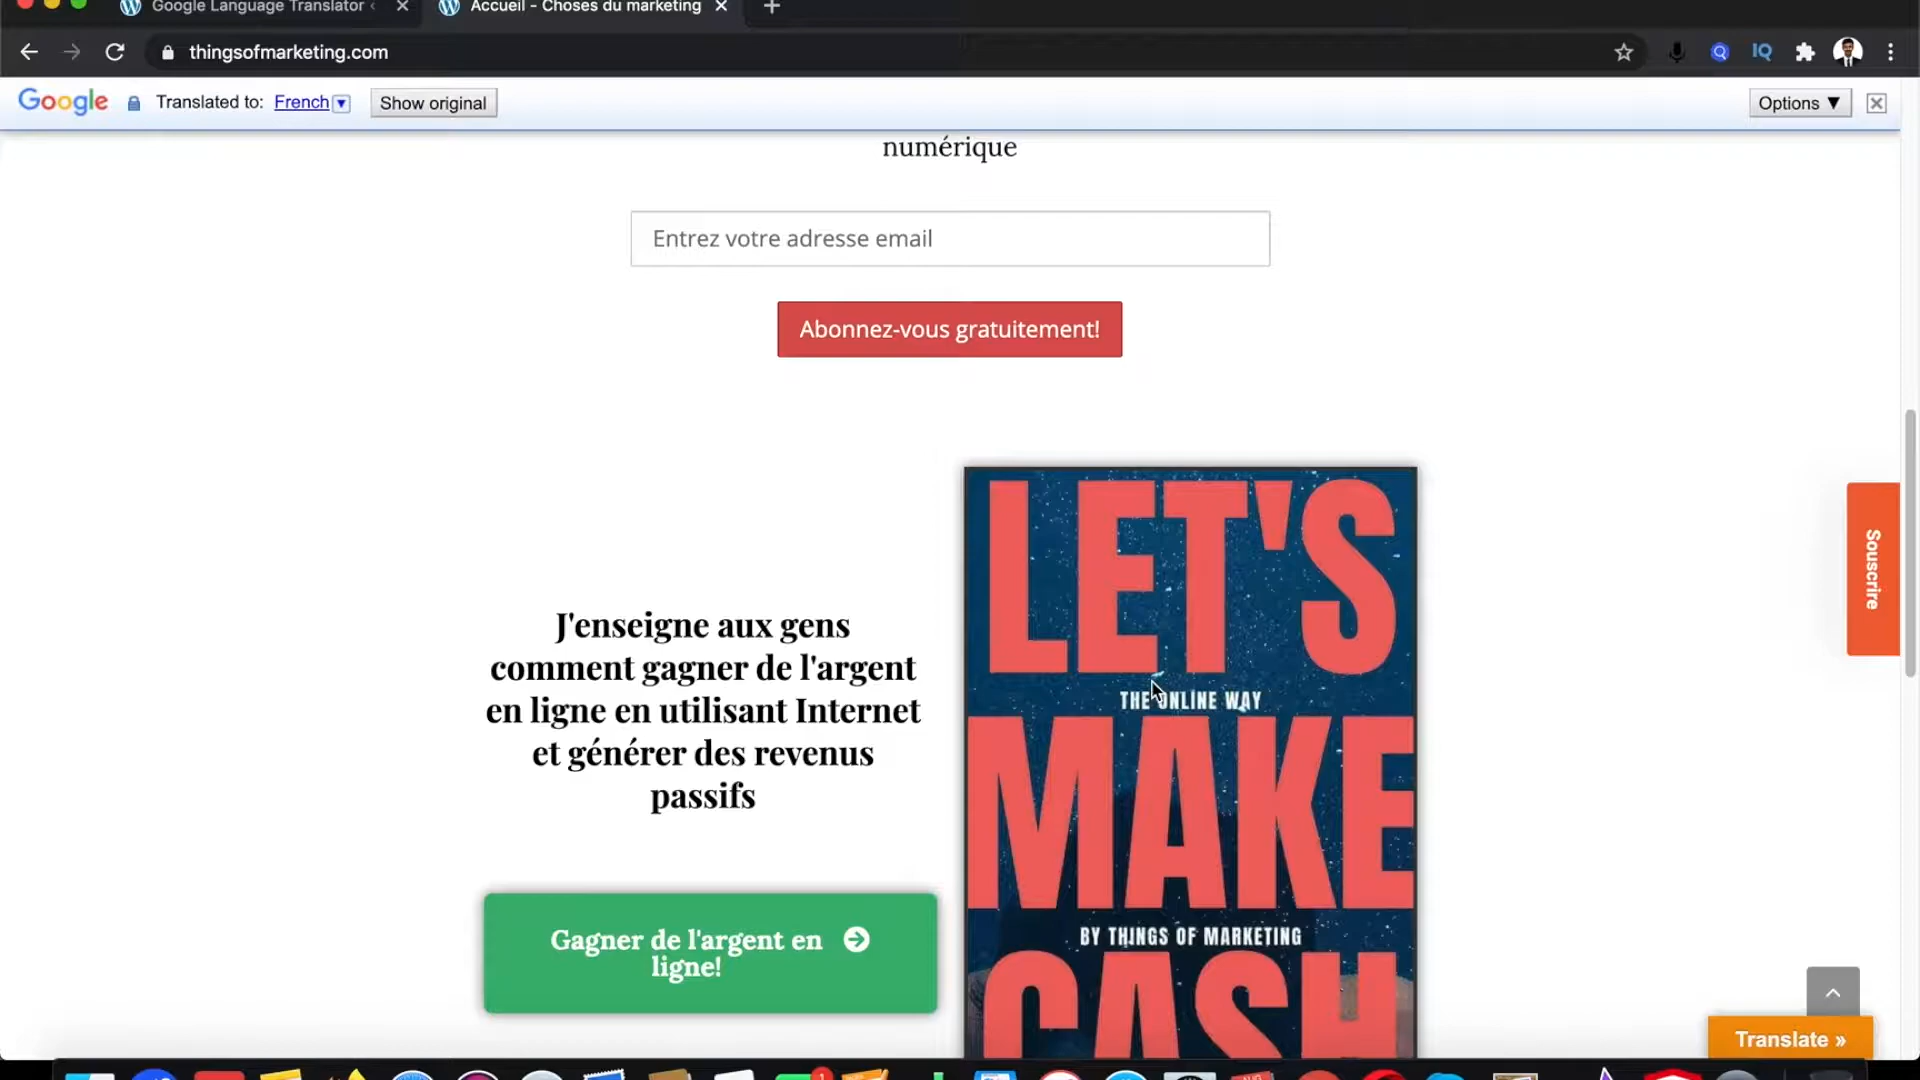 Google Language Translator
Accueil - Choses du marketing
thingsofmarketing.com
IQ
Google Translated to: French Show original Options ▼
numérique
Entrez votre adresse email
Abonnez-vous gratuitement!
J'enseigne aux gens
comment gagner de l'argent
en ligne en utilisant Internet
et générer des revenus
passifs
Gagner de l'argent en
ligne!
LET'S
THE ONLINE WAY
MAKE
BY THINGS OF MARKETING
CASH
Souscrire
Translate »